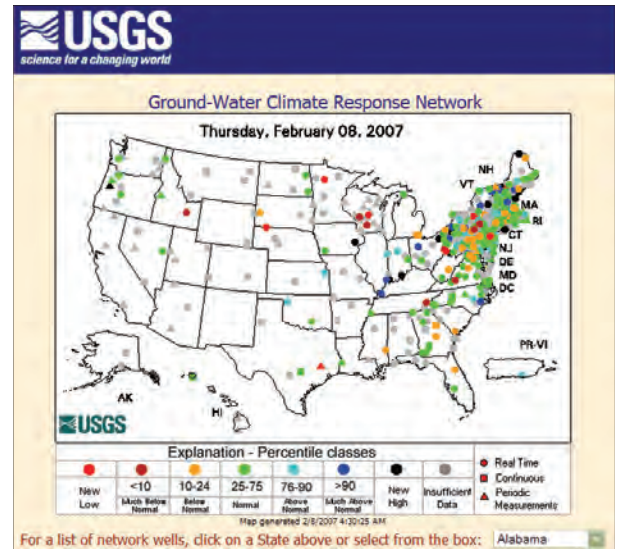 USGS
science for a changing world
Ground-Water Climate Response Network
Thursday, February 08, 2007
NH
VT
MA
RI
CT
NJ
DE
MD
DC
PR-VI
AK
HI
USGS
Explanation - Percentile classes
<10 10-24 25-75 76-90 >90
New Low Much Below Normal Below Normal Normal Above Normal Much Above Normal New High Insufficient Data
Real Time
Continuous
Periodic Measurements
Map generated 2/8/2007 4:30:25 AM
For a list of network wells, click on a State above or select from the box: Alabama